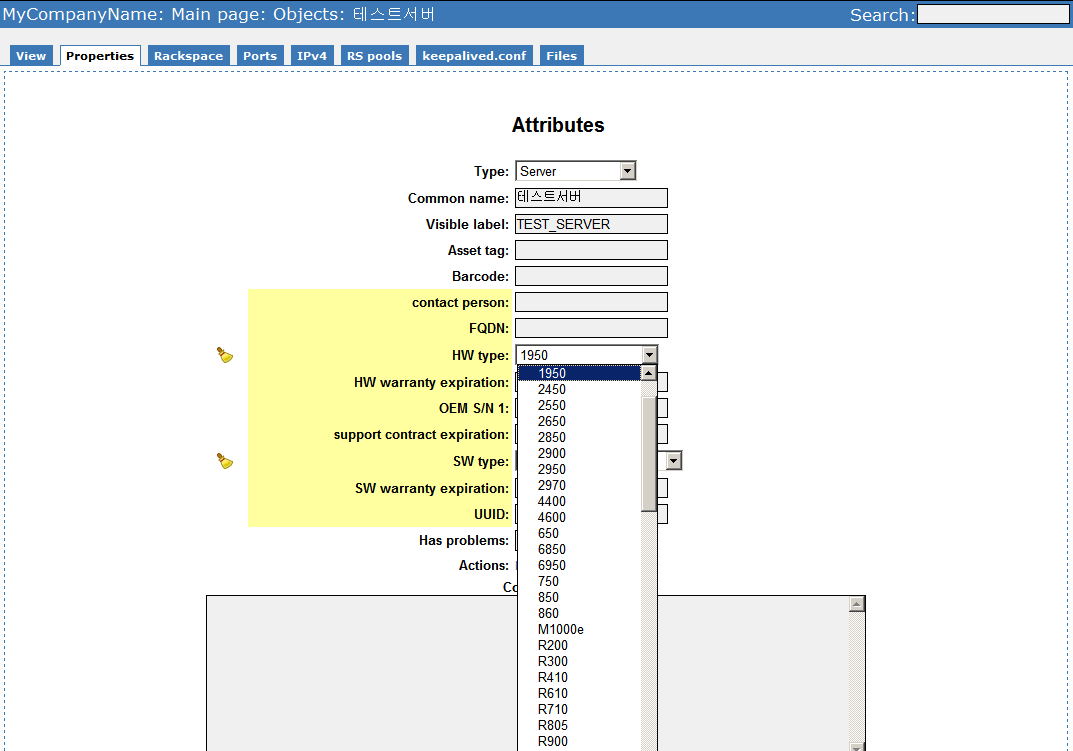 MyCompanyName: Main page: Objects: 테스트서버 Search:
View Properties Rackspace Ports IPv4 RS pools keepalived.conf Files
Attributes
Type: Server
Common name: 테스트서버
Visible label: TEST_SERVER
Asset tag:
Barcode:
contact person:
FQDN:
HW type: 1950
HW warranty expiration:
OEM S/N 1:
support contract expiration:
SW type:
SW warranty expiration:
UUID:
Has problems:
Actions:
1950
2450
2550
2650
2850
2900
2950
2970
4400
4600
650
6850
6950
750
850
860
M1000e
R200
R300
R410
R610
R710
R805
R900